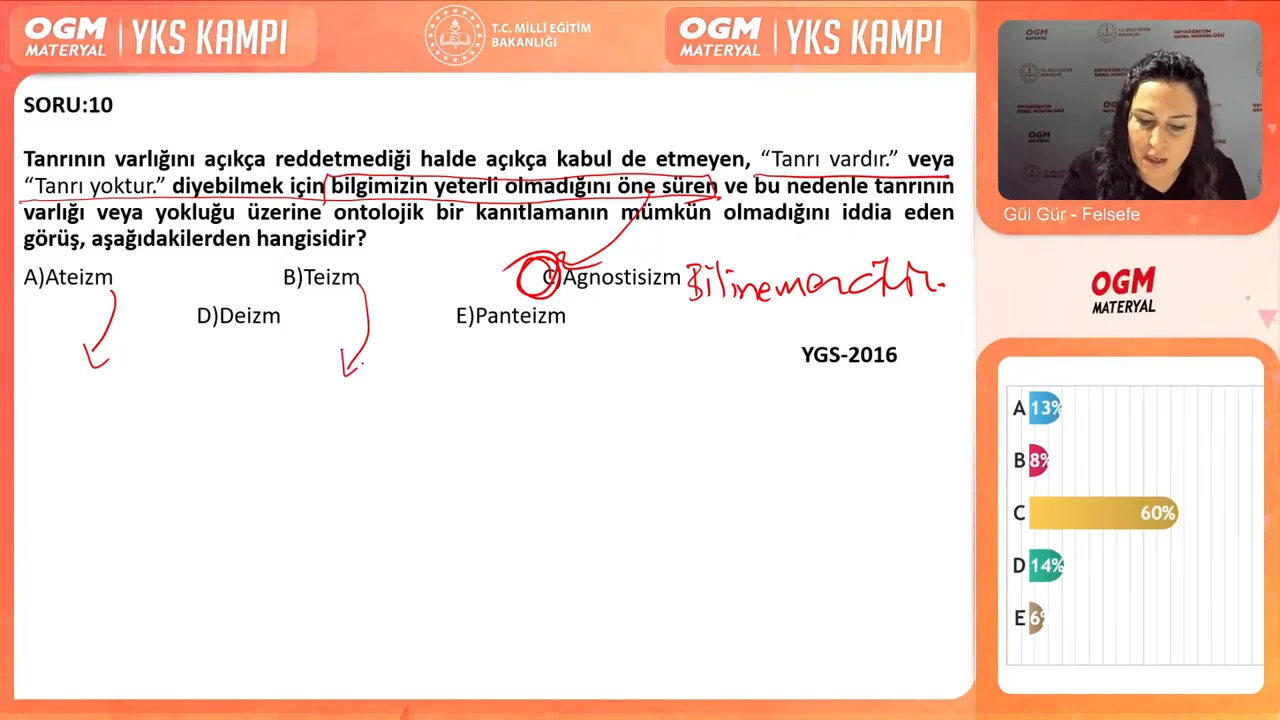 OGM MATERYAL YKS KAMPI
T.C. MİLLÎ EĞİTİM BAKANLIĞI
OGM MATERYAL YKS KAMPI
SORU:10
Tanrının varlığını açıkça reddetmediği halde açıkça kabul de etmeyen, “Tanrı vardır.” veya
“Tanrı yoktur.” diyebilmek için bilgimizin yeterli olmadığını öne süren ve bu nedenle tanrının
varlığı veya yokluğu üzerine ontolojik bir kanıtlamanın mümkün olmadığını iddia eden
görüş, aşağıdakilerden hangisidir?
A)Ateizm B)Teizm C)Agnostisizm
D)Deizm E)Panteizm
YGS-2016
Gül Gür - Felsefe
OGM
MATERYAL
A 13%
B 8%
C 60%
D 14%
E 6%